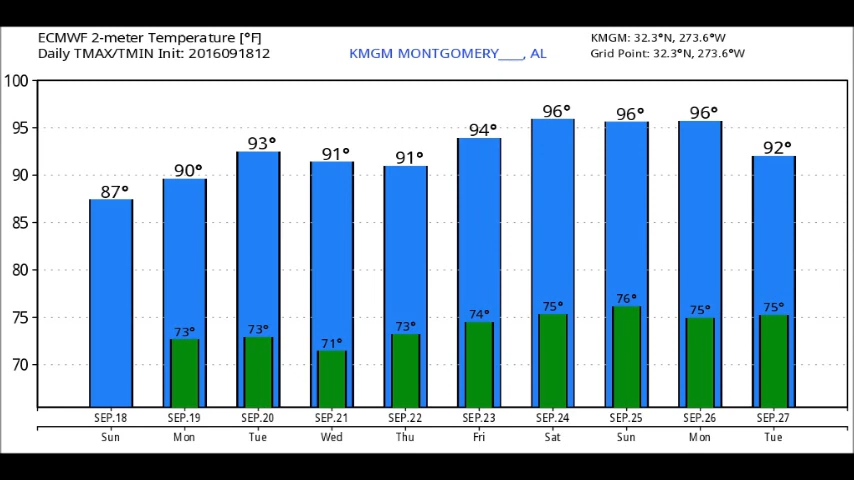 ECMWF 2-meter Temperature [°F]
Daily TMAX/TMIN Init: 2016091812
KMGM MONTGOMERY____, AL
KMGM: 32.3°N, 273.6°W
Grid Point: 32.3°N, 273.6°W
100
95
90
85
80
75
70
87° 90° 93° 91° 91° 94° 96° 96° 96° 92°
73° 73° 71° 73° 74° 75° 76° 75° 75°
SEP.18 SEP.19 SEP.20 SEP.21 SEP.22 SEP.23 SEP.24 SEP.25 SEP.26 SEP.27
Sun Mon Tue Wed Thu Fri Sat Sun Mon Tue